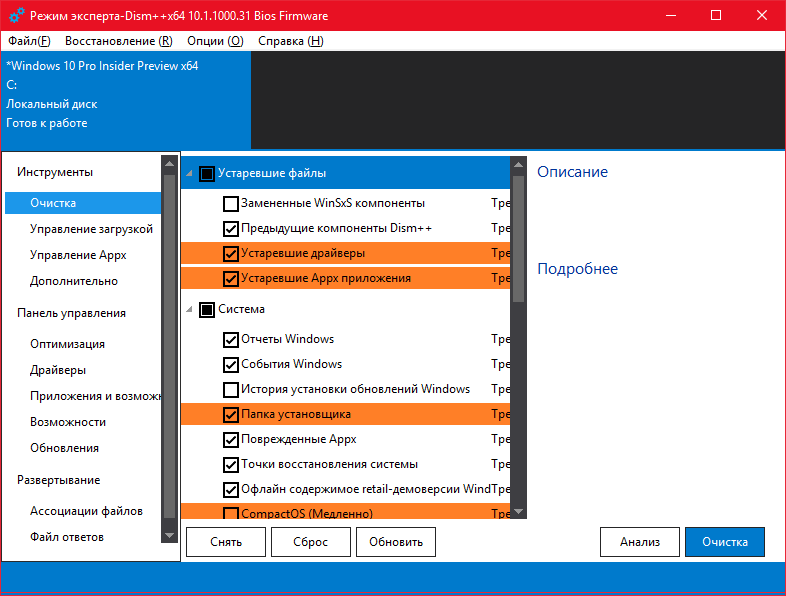 Режим эксперта-Dism++x64 10.1.1000.31 Bios Firmware
Файл(F) Восстановление (R) Опции (O) Справка (H)
*Windows 10 Pro Insider Preview x64
C:
Локальный диск
Готов к работе
Инструменты
Очистка
Управление загрузкой
Управление Appx
Дополнительно
Панель управления
Оптимизация
Драйверы
Приложения и возможн
Возможности
Обновления
Развертывание
Ассоциации файлов
Файл ответов
Устаревшие файлы
Замененные WinSxS компоненты Тре
Предыдущие компоненты Dism++ Тре
Устаревшие драйверы Тре
Устаревшие Appx приложения Тре
Система
Отчеты Windows Тре
События Windows Тре
История установки обновлений Windows Тре
Папка установщика Тре
Поврежденные Appx Тре
Точки восстановления системы Тре
Офлайн содержимое retail-демоверсии Wind Тре
CompactOS (Медленно) Тре
Описание
Подробнее
Снять Сброс Обновить Анализ Очистка